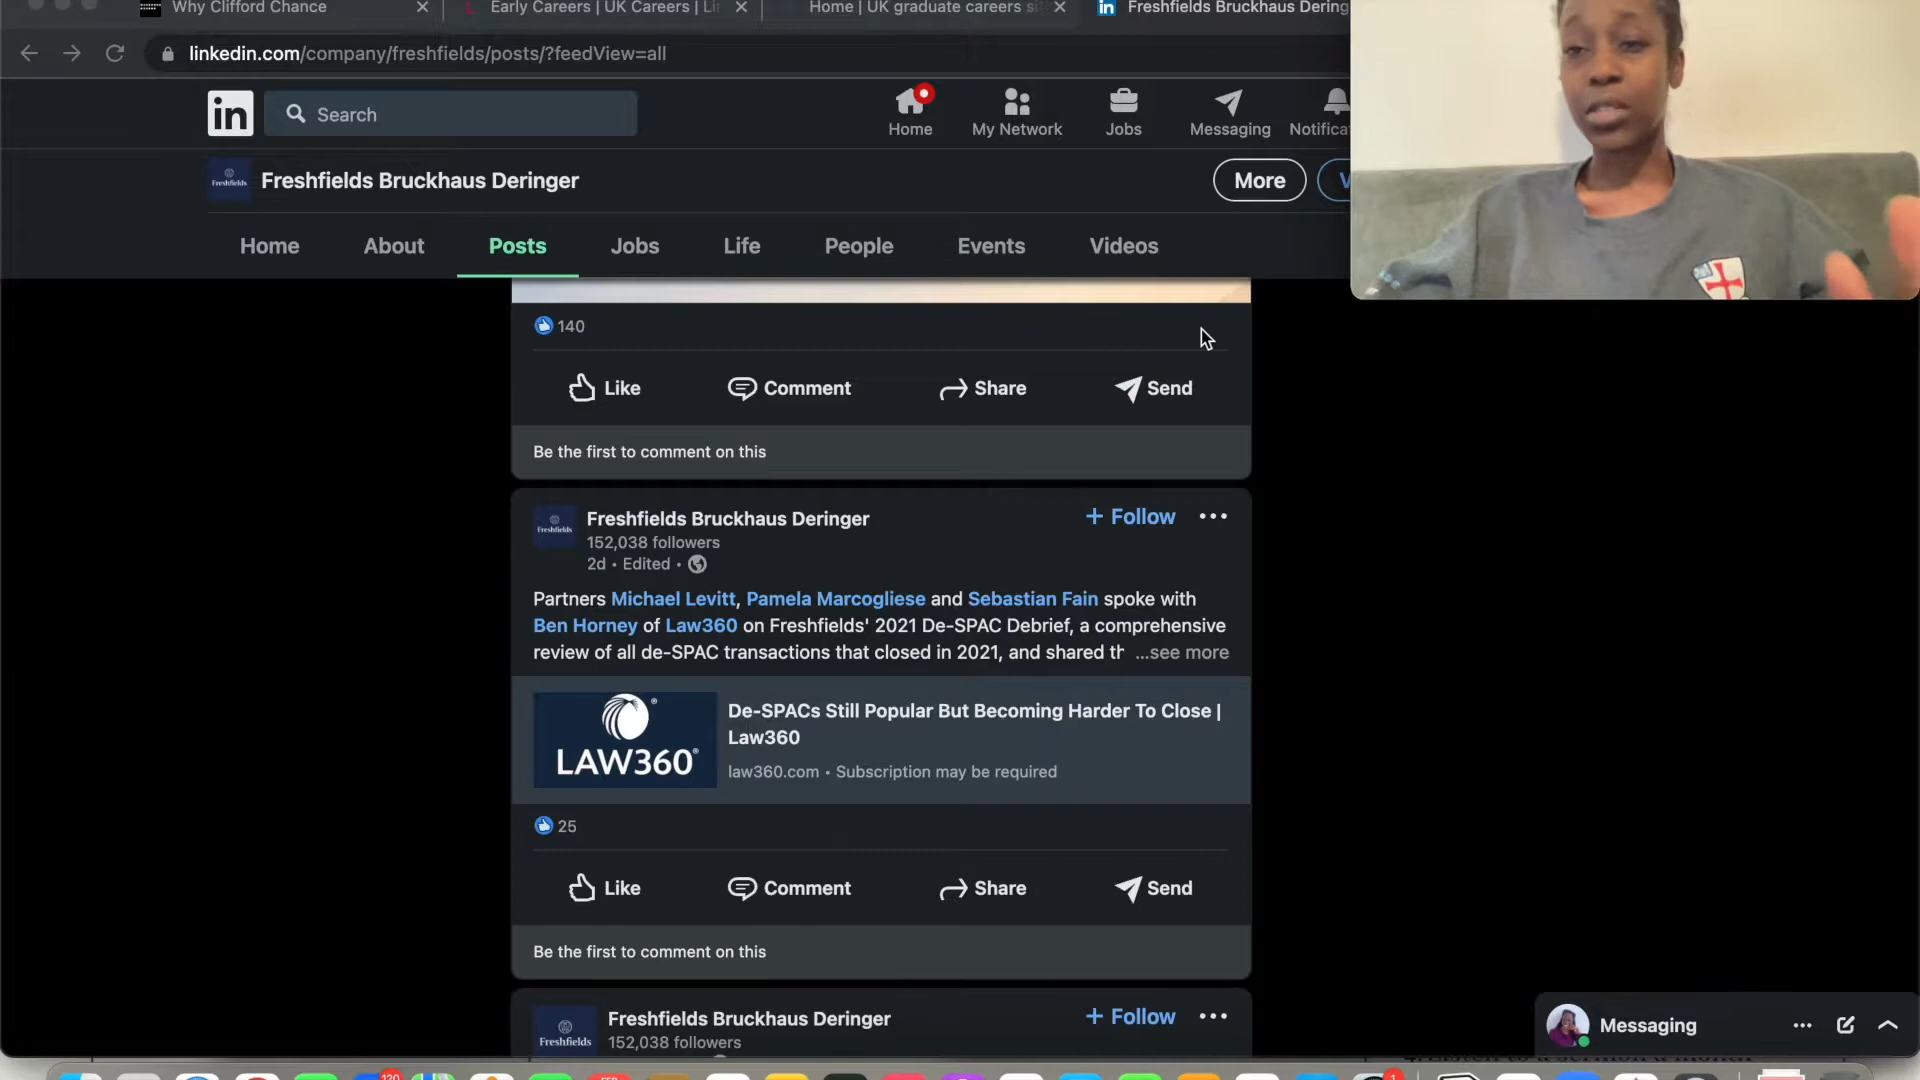 Why Clifford Chance
Early Careers | UK Careers | Li
Home | UK graduate careers si
Freshfields Bruckhaus Dering
linkedin.com/company/freshfields/posts/?feedView=all
in
Search
Home
My Network
Jobs
Messaging
Notifica
Freshfields
Freshfields Bruckhaus Deringer
More
V
Home
About
Posts
Jobs
Life
People
Events
Videos
140
Like
Comment
Share
Send
Be the first to comment on this
Freshfields
Freshfields Bruckhaus Deringer
+ Follow
152,038 followers
2d • Edited •
Partners Michael Levitt, Pamela Marcogliese and Sebastian Fain spoke with
Ben Horney of Law360 on Freshfields' 2021 De-SPAC Debrief, a comprehensive
review of all de-SPAC transactions that closed in 2021, and shared th ...see more
LAW360®
De-SPACs Still Popular But Becoming Harder To Close |
Law360
law360.com • Subscription may be required
25
Like
Comment
Share
Send
Be the first to comment on this
Freshfields
Freshfields Bruckhaus Deringer
+ Follow
152,038 followers
Messaging
120
1